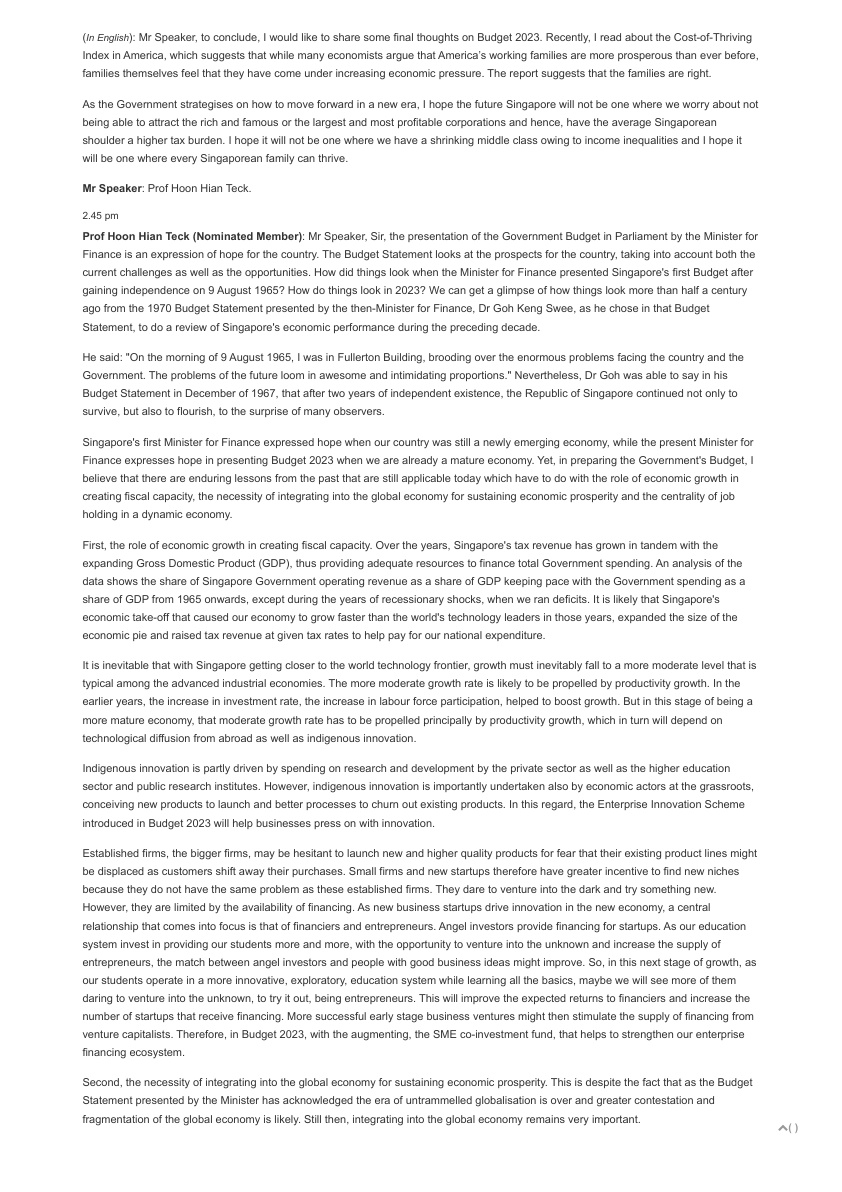 (In English): Mr Speaker, to conclude, I would like to share some final thoughts on Budget 2023. Recently, I read about the Cost-of-Thriving
Index in America, which suggests that while many economists argue that America's working families are more prosperous than ever before,
families themselves feel that they have come under increasing economic pressure. The report suggests that the families are right.
As the Government strategises on how to move forward in a new era, I hope the future Singapore will not be one where we worry about not
being able to attract the rich and famous or the largest and most profitable corporations and hence, have the average Singaporean
shoulder a higher tax burden. I hope it will not be one where we have a shrinking middle class owing to income inequalities and I hope it
will be one where every Singaporean family can thrive.
Mr Speaker: Prof Hoon Hian Teck.
2.45 pm
Prof Hoon Hian Teck (Nominated Member): Mr Speaker, Sir, the presentation of the Government Budget in Parliament by the Minister for
Finance is an expression of hope for the country. The Budget Statement looks at the prospects for the country, taking into account both the
current challenges as well as the opportunities. How did things look when the Minister for Finance presented Singapore's first Budget after
gaining independence on 9 August 1965? How do things look in 2023? We can get a glimpse of how things look more than half a century
ago from the 1970 Budget Statement presented by the then-Minister for Finance, Dr Goh Keng Swee, as he chose in that Budget
Statement, to do a review of Singapore's economic performance during the preceding decade.
He said: "On the morning of 9 August 1965, I was in Fullerton Building, brooding over the enormous problems facing the country and the
Government. The problems of the future loom in awesome and intimidating proportions." Nevertheless, Dr Goh was able to say in his
Budget Statement in December of 1967, that after two years of independent existence, the Republic of Singapore continued not only to
survive, but also to flourish, to the surprise of many observers.
Singapore's first Minister for Finance expressed hope when our country was still a newly emerging economy, while the present Minister for
Finance expresses hope in presenting Budget 2023 when we are already a mature economy. Yet, in preparing the Government's Budget, I
believe that there are enduring lessons from the past that are still applicable today which have to do with the role of economic growth in
creating fiscal capacity, the necessity of integrating into the global economy for sustaining economic prosperity and the centrality of job
holding in a dynamic economy.
First, the role of economic growth in creating fiscal capacity. Over the years, Singapore's tax revenue has grown in tandem with the
expanding Gross Domestic Product (GDP), thus providing adequate resources to finance total Government spending. An analysis of the
data shows the share of Singapore Government operating revenue as a share of GDP keeping pace with the Government spending as a
share of GDP from 1965 onwards, except during the years of recessionary shocks, when we ran deficits. It is likely that Singapore's
economic take-off that caused our economy to grow faster than the world's technology leaders in those years, expanded the size of the
economic pie and raised tax revenue at given tax rates to help pay for our national expenditure.
It is inevitable that with Singapore getting closer to the world technology frontier, growth must inevitably fall to a more moderate level that is
typical among the advanced industrial economies. The more moderate growth rate is likely to be propelled by productivity growth. In the
earlier years, the increase in investment rate, the increase in labour force participation, helped to boost growth. But in this stage of being a
more mature economy, that moderate growth rate has to be propelled principally by productivity growth, which in turn will depend on
technological diffusion from abroad as well as indigenous innovation.
Indigenous innovation is partly driven by spending on research and development by the private sector as well as the higher education
sector and public research institutes. However, indigenous innovation is importantly undertaken also by economic actors at the grassroots,
conceiving new products to launch and better processes to churn out existing products. In this regard, the Enterprise Innovation Scheme
introduced in Budget 2023 will help businesses press on with innovation.
Established firms, the bigger firms, may be hesitant to launch new and higher quality products for fear that their existing product lines might
be displaced as customers shift away their purchases. Small firms and new startups therefore have greater incentive to find new niches
because they do not have the same problem as these established firms. They dare to venture into the dark and try something new.
However, they are limited by the availability of financing. As new business startups drive innovation in the new economy, a central
relationship that comes into focus is that of financiers and entrepreneurs. Angel investors provide financing for startups. As our education
system invest in providing our students more and more, with the opportunity to venture into the unknown and increase the supply of
entrepreneurs, the match between angel investors and people with good business ideas might improve. So, in this next stage of growth, as
our students operate in a more innovative, exploratory, education system while learning all the basics, maybe we will see more of them
daring to venture into the unknown, to try it out, being entrepreneurs. This will improve the expected returns to financiers and increase the
number of startups that receive financing. More successful early stage business ventures might then stimulate the supply of financing from
venture capitalists. Therefore, in Budget 2023, with the augmenting, the SME co-investment fund, that helps to strengthen our enterprise
financing ecosystem.
Second, the necessity of integrating into the global economy for sustaining economic prosperity. This is despite the fact that as the Budget
Statement presented by the Minister has acknowledged the era of untrammelled globalisation is over and greater contestation and
fragmentation of the global economy is likely. Still then, integrating into the global economy remains very important.
( )